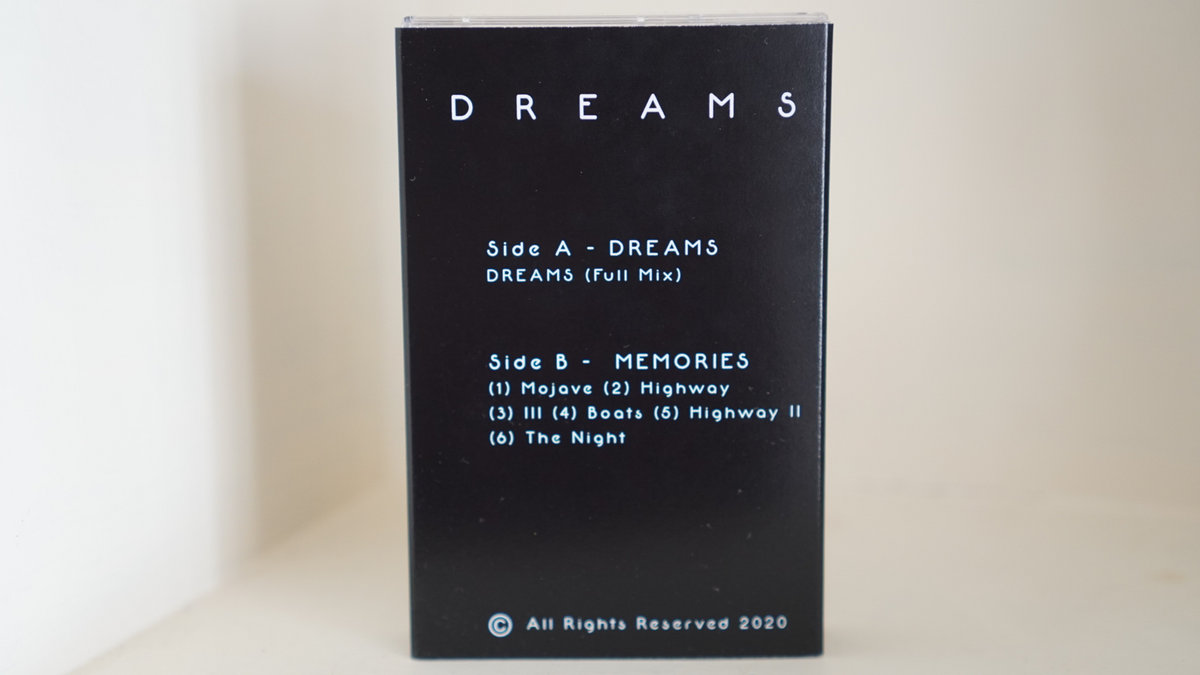 DREAMS
Side A - DREAMS
DREAMS (Full Mix)
Side B - MEMORIES
(1) Mojave (2) Highway
(3) III (4) Boats (5) Highway II
(6) The Night
© All Rights Reserved 2020